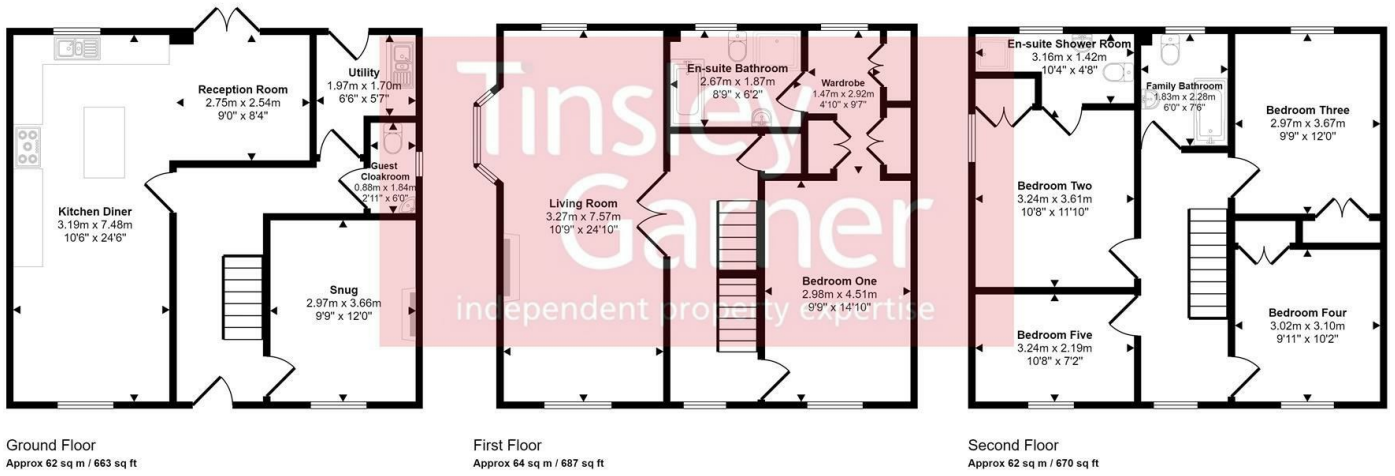 Kitchen Diner
3.19m x 7.48m
10'6" x 24'6"
Reception Room
2.75m x 2.54m
9'0" x 8'4"
Utility
1.97m x 1.70m
6'6" x 5'7"
Guest
Cloakroom
0.88m x 1.84m
2'11" x 6'0"
Snug
2.97m x 3.66m
9'9" x 12'0"
Ground Floor
Approx 62 sq m / 663 sq ft
Tinsley
Garner
independent property expertise
Living Room
3.27m x 7.57m
10'9" x 24'10"
En-suite Bathroom
2.67m x 1.87m
8'9" x 6'2"
Wardrobe
1.47m x 2.92m
4'10" x 9'7"
Bedroom One
2.98m x 4.51m
9'9" x 14'10"
First Floor
Approx 64 sq m / 687 sq ft
En-suite Shower Room
3.16m x 1.42m
10'4" x 4'8"
Family Bathroom
1.83m x 2.28m
6'0" x 7'6"
Bedroom Three
2.97m x 3.67m
9'9" x 12'0"
Bedroom Two
3.24m x 3.61m
10'8" x 11'10"
Bedroom Five
3.24m x 2.19m
10'8" x 7'2"
Bedroom Four
3.02m x 3.10m
9'11" x 10'2"
Second Floor
Approx 62 sq m / 670 sq ft